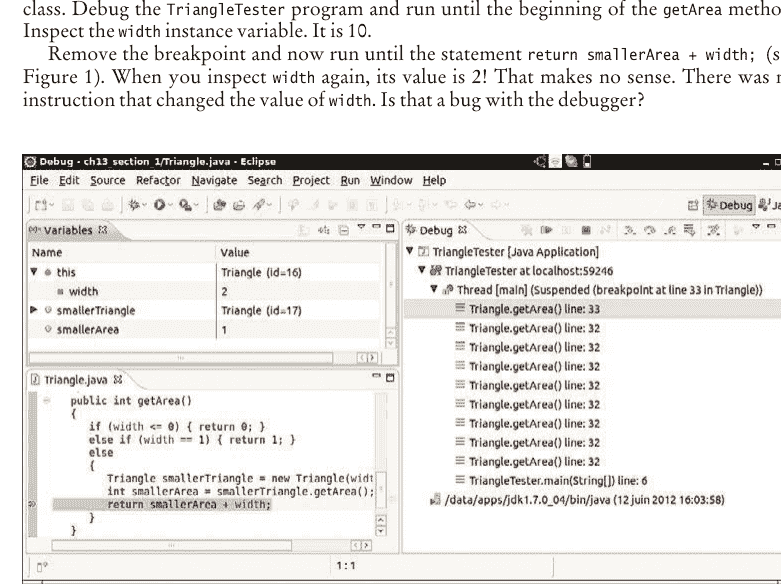 class. Debug the TriangleTester program and run until the beginning of the getArea metho
Inspect the width instance variable. It is 10.
Remove the breakpoint and now run until the statement return smallerArea + width; (s
Figure 1). When you inspect width again, its value is 2! That makes no sense. There was n
instruction that changed the value of width. Is that a bug with the debugger?
Debug - ch13_section_1/Triangle.java - Eclipse
File Edit Source Refactor Navigate Search Project Run Window Help
Debug Ja
Variables
Name Value
this Triangle (id=16)
width 2
smallerTriangle Triangle (id=17)
smallerArea 1
Triangle.java
public int getArea()
{
if (width <= 0) { return 0; }
else if (width == 1) { return 1; }
else
{
Triangle smallerTriangle = new Triangle(widt
int smallerArea = smallerTriangle.getArea();
return smallerArea + width;
}
}
Debug
TriangleTester [Java Application]
TriangleTester at localhost:59246
Thread [main] (Suspended (breakpoint at line 33 in Triangle))
Triangle.getArea() line: 33
Triangle.getArea() line: 32
Triangle.getArea() line: 32
Triangle.getArea() line: 32
Triangle.getArea() line: 32
Triangle.getArea() line: 32
Triangle.getArea() line: 32
Triangle.getArea() line: 32
Triangle.getArea() line: 32
TriangleTester.main(String[]) line: 6
/data/apps/jdk1.7.0_04/bin/java (12 juin 2012 16:03:58)
1:1